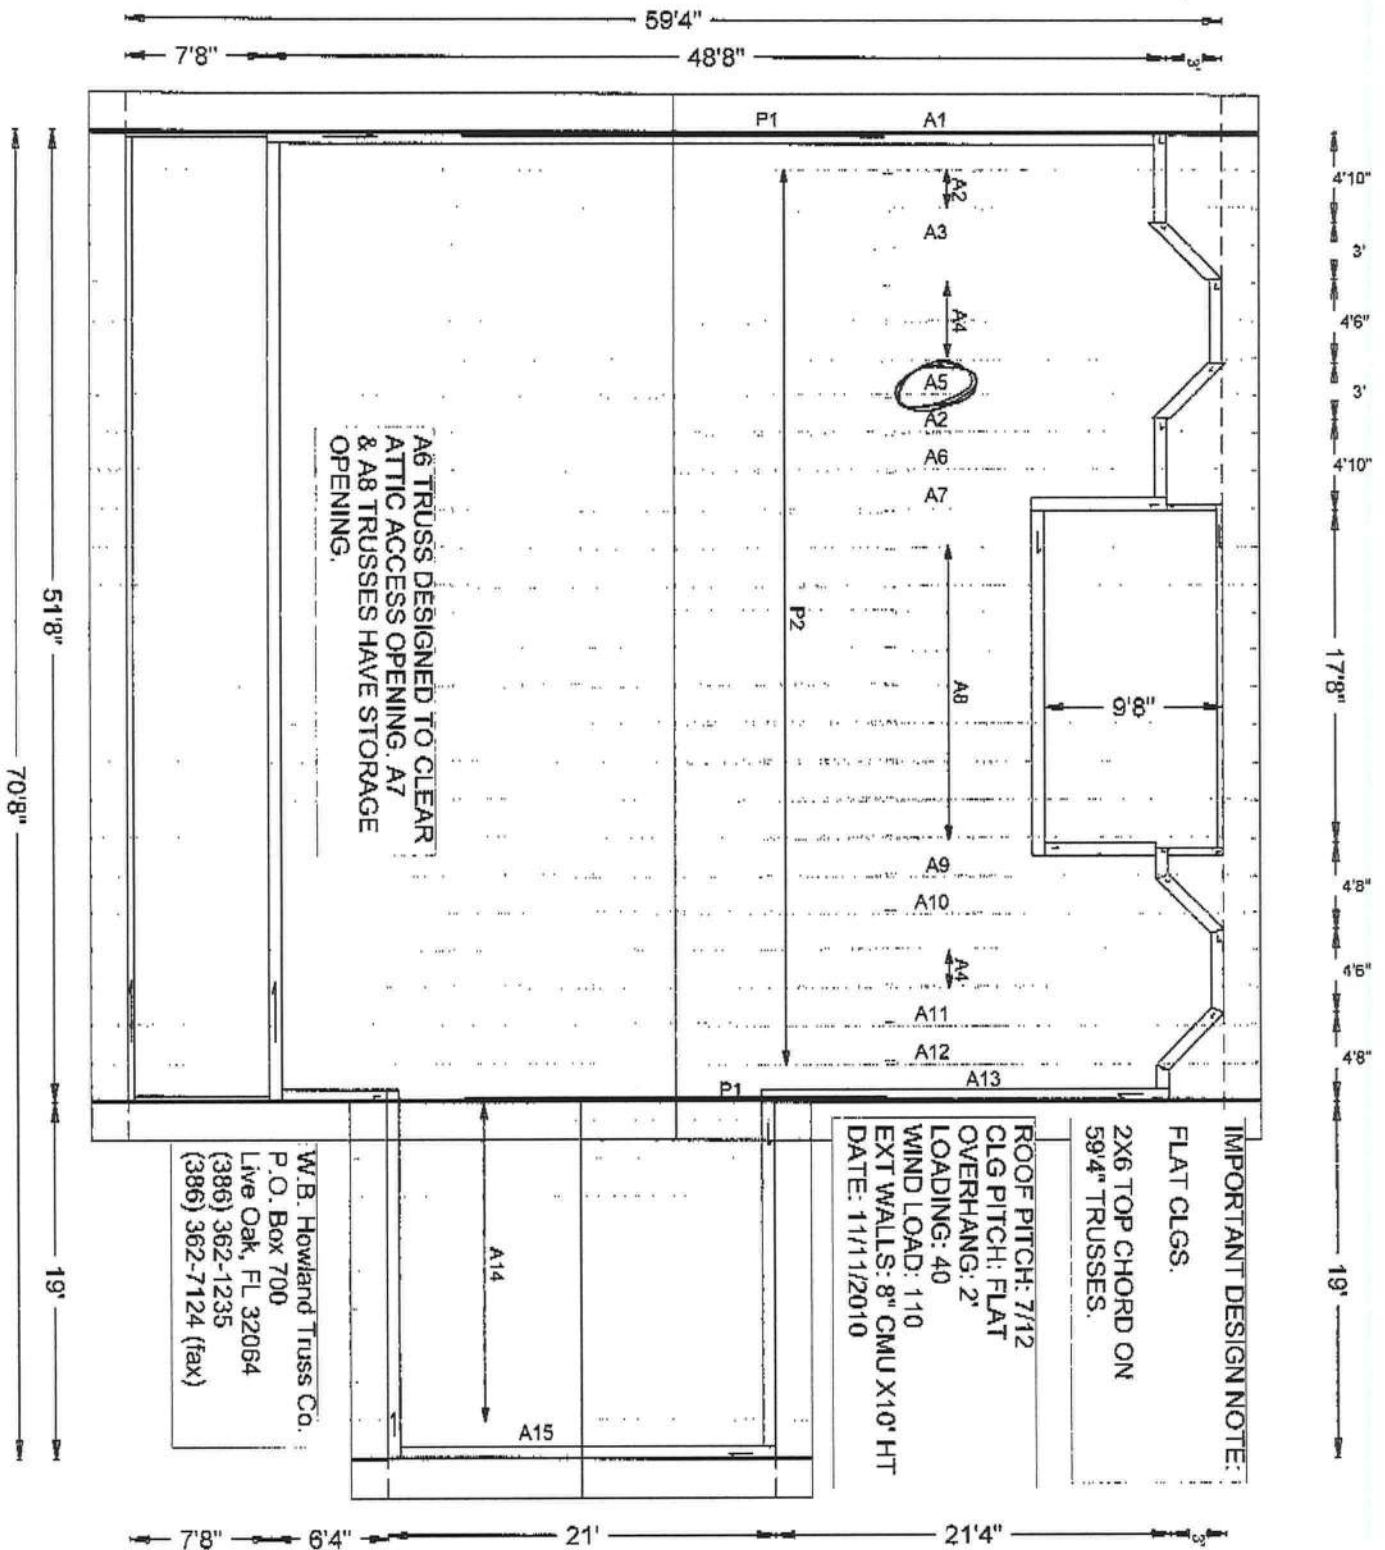 59'4"
7'8"
48'8"
3'
P1
A1
4'10"
A2
A3
3'
A4
4'6"
A5
3'
A2
A6
4'10"
A7
A6 TRUSS DESIGNED TO CLEAR
ATTIC ACCESS OPENING. A7
& A8 TRUSSES HAVE STORAGE
OPENING.
51'8"
70'8"
P2
A8
9'8"
17'8"
A9
4'8"
A10
A4
4'6"
A11
A12
4'8"
P1
A13
IMPORTANT DESIGN NOTE:
FLAT CLGS.
2X6 TOP CHORD ON
59'4" TRUSSES.
ROOF PITCH: 7/12
CLG PITCH: FLAT
OVERHANG: 2'
LOADING: 40
WIND LOAD: 110
EXT WALLS: 8" CMU X10' HT
DATE: 11/11/2010
W.B. Howland Truss Co.
P.O. Box 700
Live Oak, FL 32064
(386) 362-1235
(386) 362-7124 (fax)
19'
A14
19'
A15
7'8"
6'4"
21'
21'4"
3'